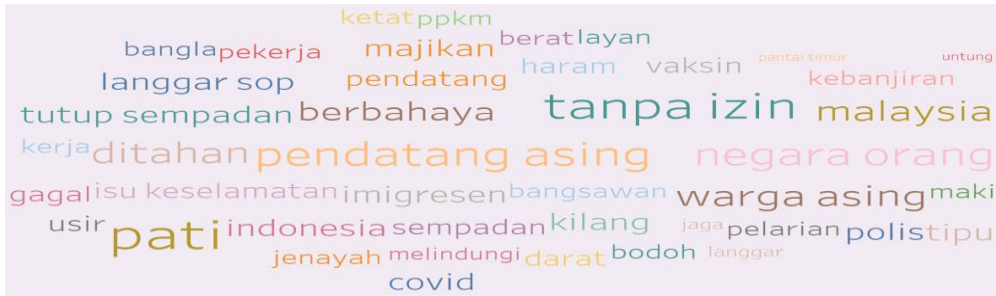 ketat ppkm
bangla pekerja majikan berat layan
langgar sop pendatang haram vaksin pantai timur untung
kebanjiran
tutup sempadan berbahaya tanpa izin malaysia
kerja ditahan pendatang asing negara orang
gagal isu keselamatan imigresen bangsawan warga asing maki
usir pati indonesia sempadan kilang jaga pelarian polis tipu
jenayah melindungi darat bodoh langgar
covid